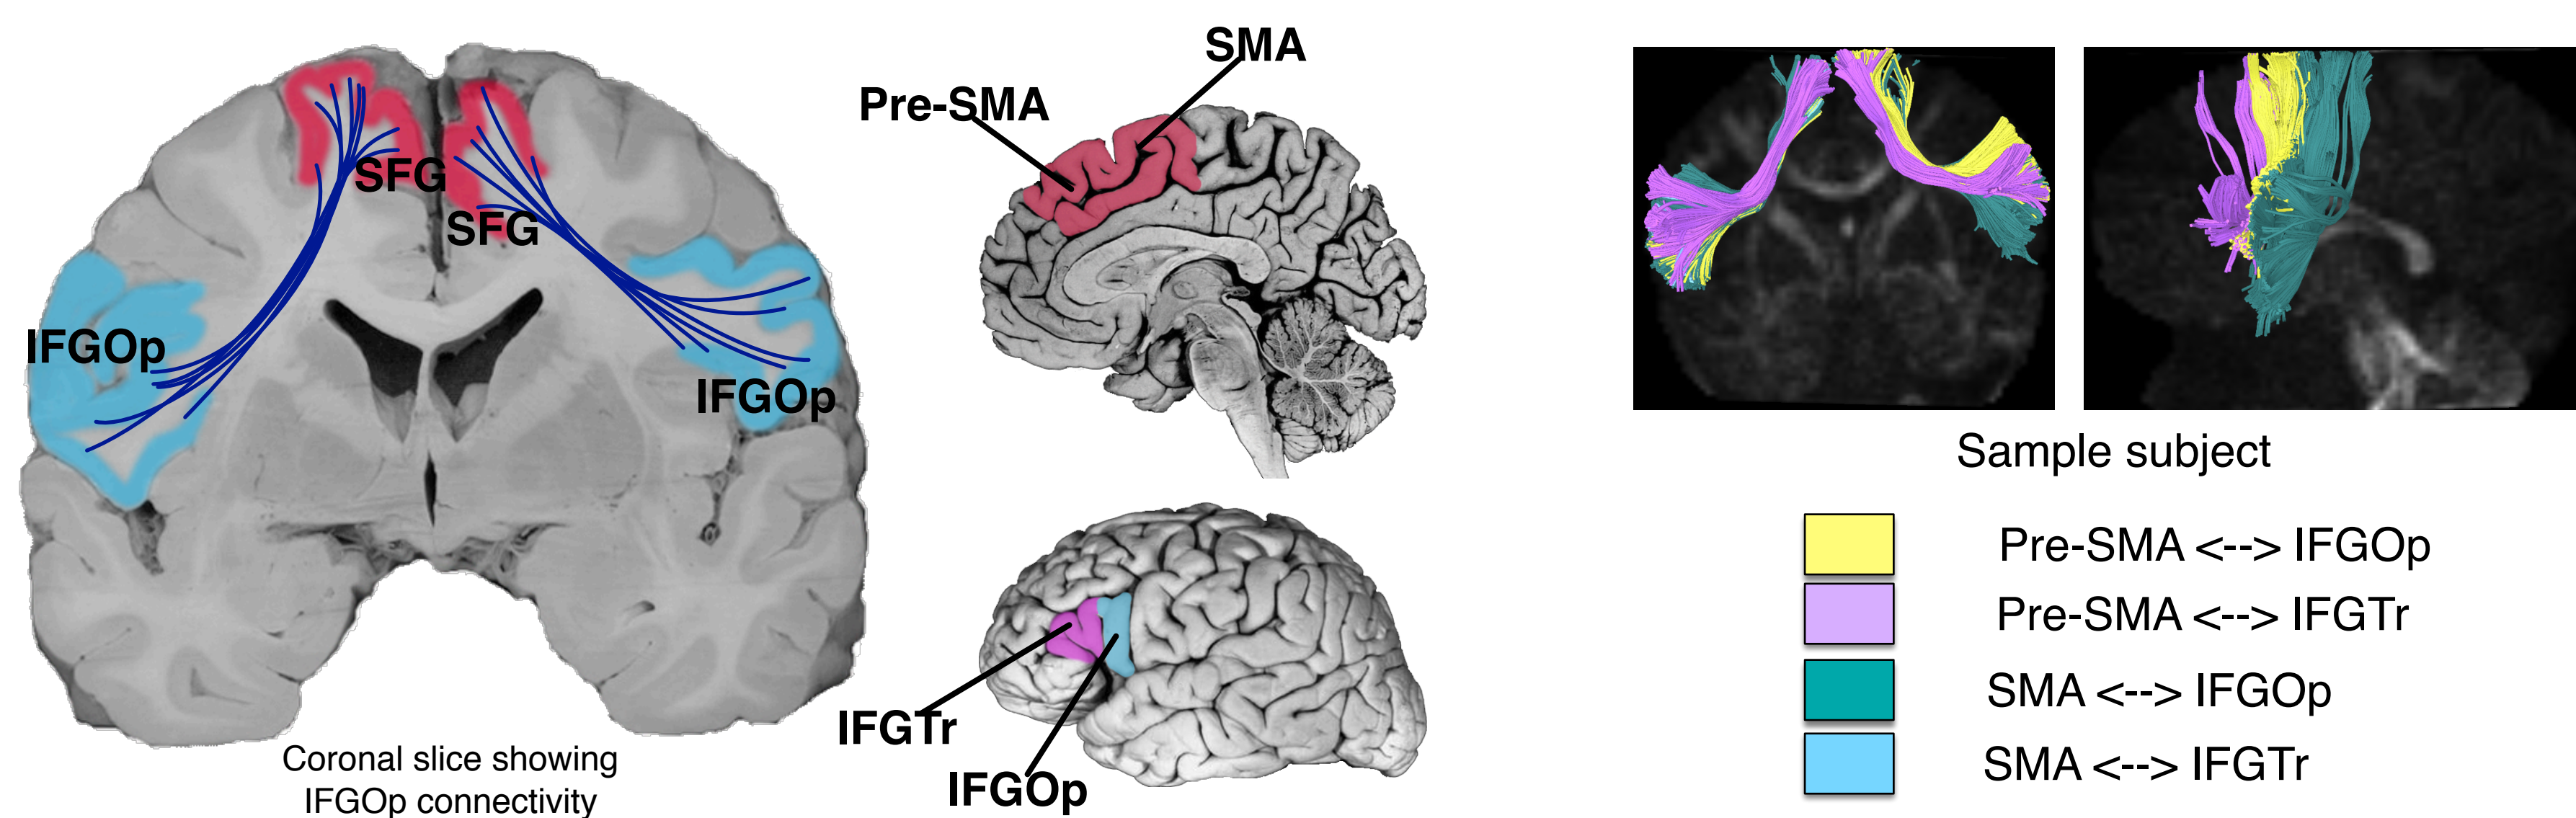 SFG
SFG
IFGOp
IFGOp
Coronal slice showing
IFGOp connectivity
SMA
Pre-SMA
IFGTr
IFGOp
Sample subject
Pre-SMA <--> IFGOp
Pre-SMA <--> IFGTr
SMA <--> IFGOp
SMA <--> IFGTr